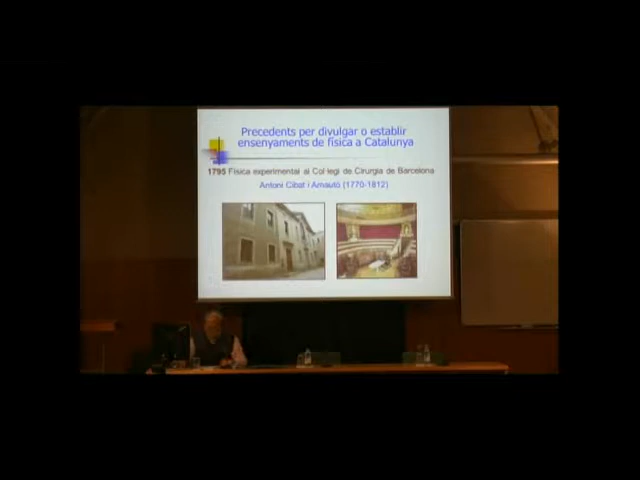 Precedents per divulgar o establir
ensenyaments de física a Catalunya
1795 Física experimental al Col·legi de Cirurgia de Barcelona
Antoni Cibat i Arnautó (1770-1812)